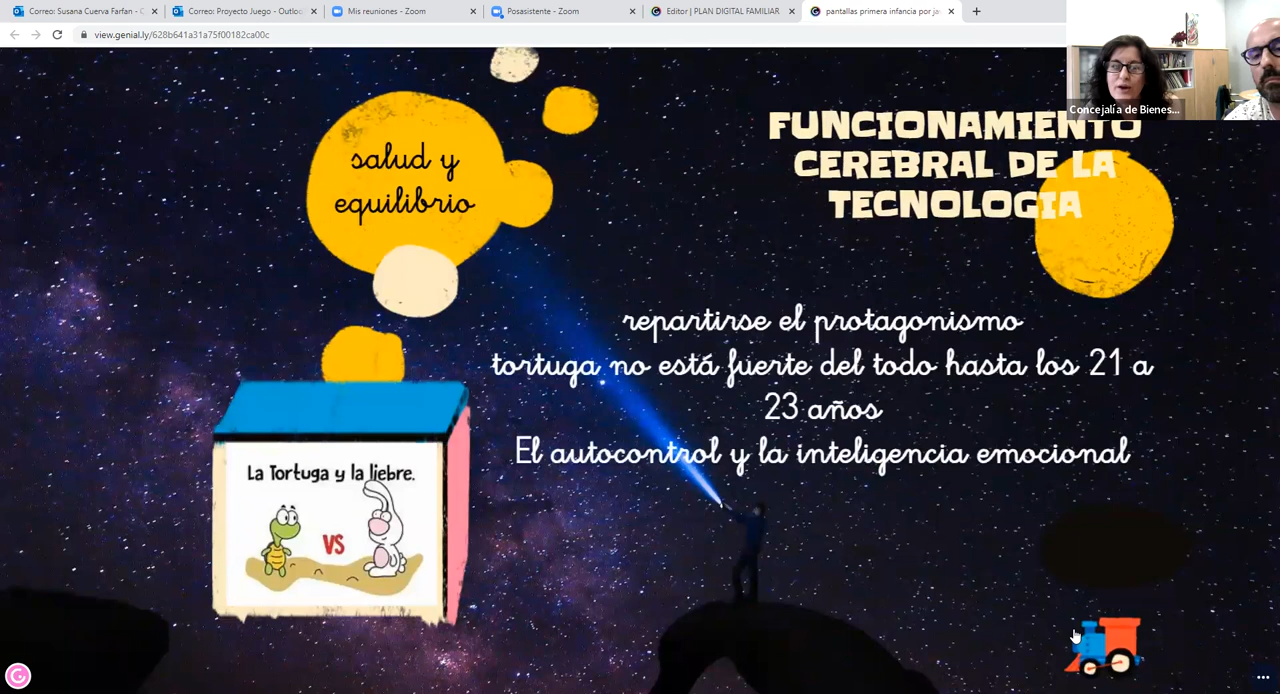 Correo: Susana Cuerva Farfan - C
Correo: Proyecto Juego - Outloo
Mis reuniones - Zoom
Posasistente - Zoom
Editor | PLAN DIGITAL FAMILIAR
pantallas primera infancia por ja
view.genial.ly/628b641a31a75f00182ca00c
Concejalía de Bienes...
salud y
equilibrio
FUNCIONAMIENTO
CEREBRAL DE LA
TECNOLOGIA
repartirse el protagonismo
tortuga no está fuerte del todo hasta los 21 a
23 años
El autocontrol y la inteligencia emocional
La Tortuga y la liebre.
VS